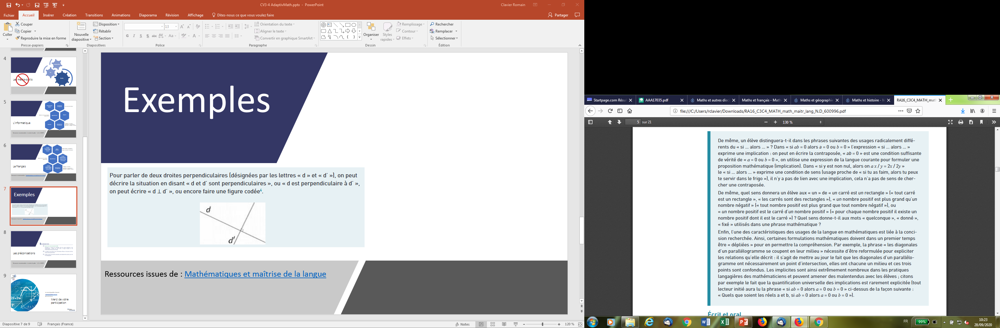 CV3-4 AdaptivMath.pptx - PowerPoint
Clavier Romain
Fichier
Accueil
Insérer
Création
Transitions
Animations
Diaporama
Révision
Affichage
Dites-nous ce que vous voulez faire
Partager
Coller
Couper
Copier
Reproduire la mise en forme
Presse-papiers
Nouvelle
diapositive
Disposition
Rétablir
Section
Diapositives
13
G I S S abc AV Aa
Police
Orientation du texte
Aligner le texte
Convertir en graphique SmartArt
Paragraphe
Organiser
Styles
rapides
Remplissage
Contour
Effets
Dessin
Rechercher
Remplacer
Sélectionner
Édition
4
Les maths-outils
5
L'informatique
6
Le français
7
Exemples
8
Les préconisations
9
Merci de votre
participation
Exemples
Pour parler de deux droites perpendiculaires (désignées par les lettres « d » et « d' »), on peut
décrire la situation en disant « d et d' sont perpendiculaires », ou « d est perpendiculaire à d' »,
on peut écrire « d ⊥ d' », ou encore faire une figure codée⁴.
d
d'
Ressources issues de : Mathématiques et maîtrise de la langue
Diapositive 7 de 9
Français (France)
Notes
120 %
Startpage.com Résul
AAA17035.pdf
Maths et autres disci
Maths et français - Math
Maths et géographie
Maths et histoire - M
RA16_C3C4_MATH_math
file:///C:/Users/rclavier/Downloads/RA16_C3C4_MATH_math_maitr_lang_N.D_600996.pdf
5 sur 21
130 %
De même, un élève distinguera-t-il dans les phrases suivantes des usages radicalement diffé-
rents du « si ... alors ... » ? Dans « si ab = 0 alors a = 0 ou b = 0 » l'expression « si ... alors ... »
exprime une implication : on peut en écrire la contraposée, « ab = 0 » est une condition suffisante
de vérité de « a = 0 ou b = 0 », on utilise une expression de la langue courante pour formuler une
proposition mathématique (implication). Dans « si y est non nul, alors on a x / y = 2x / 2y »
le « si ... alors ... » exprime une condition de sens (usage proche de « si tu as faim, alors tu peux
te servir dans le frigo »), il n'y a pas de lien avec une implication, cela n'a pas de sens de cher-
cher une contraposée.
De même, quel sens donnera un élève aux « un » de « un carré est un rectangle » (« tout carré
est un rectangle », « les carrés sont des rectangles »), « un nombre positif est plus grand qu'un
nombre négatif » (« tout nombre positif est plus grand que tout nombre négatif »), ou
« un nombre positif est le carré d'un nombre positif » (« pour chaque nombre positif il existe un
nombre positif dont il est le carré ») ? Quel sens donne-t-il aux mots « quelconque », « donné »,
« fixé » utilisés dans une phrase mathématique ?
Enfin, l'une des caractéristiques des usages de la langue en mathématiques est liée à la conci-
sion recherchée. Ainsi, certaines formulations mathématiques doivent dans un premier temps
être « dépliées » pour en permettre la compréhension. Par exemple, la phrase « les diagonales
d'un parallélogramme se coupent en leur milieu » nécessite d'être reformulée pour expliciter
les relations qu'elle décrit : il s'agit de mettre au jour le fait que les diagonales d'un parallélo-
gramme ont nécessairement un point d'intersection, elles ont chacune un milieu et ces trois
points sont confondus. Les implicites sont ainsi extrêmement nombreux dans les pratiques
langagières des mathématiciens et peuvent amener des malentendus avec les élèves ; citons
par exemple le fait que la quantification universelle des implications est rarement explicitée (tout
lecteur initié aura lu la phrase « si ab = 0 alors a = 0 ou b = 0 » ci-dessus de la façon suivante :
« Quels que soient les réels a et b, si ab = 0 alors a = 0 ou b = 0 »).
Écrit et oral
FR
99%
10:23
28/09/2020